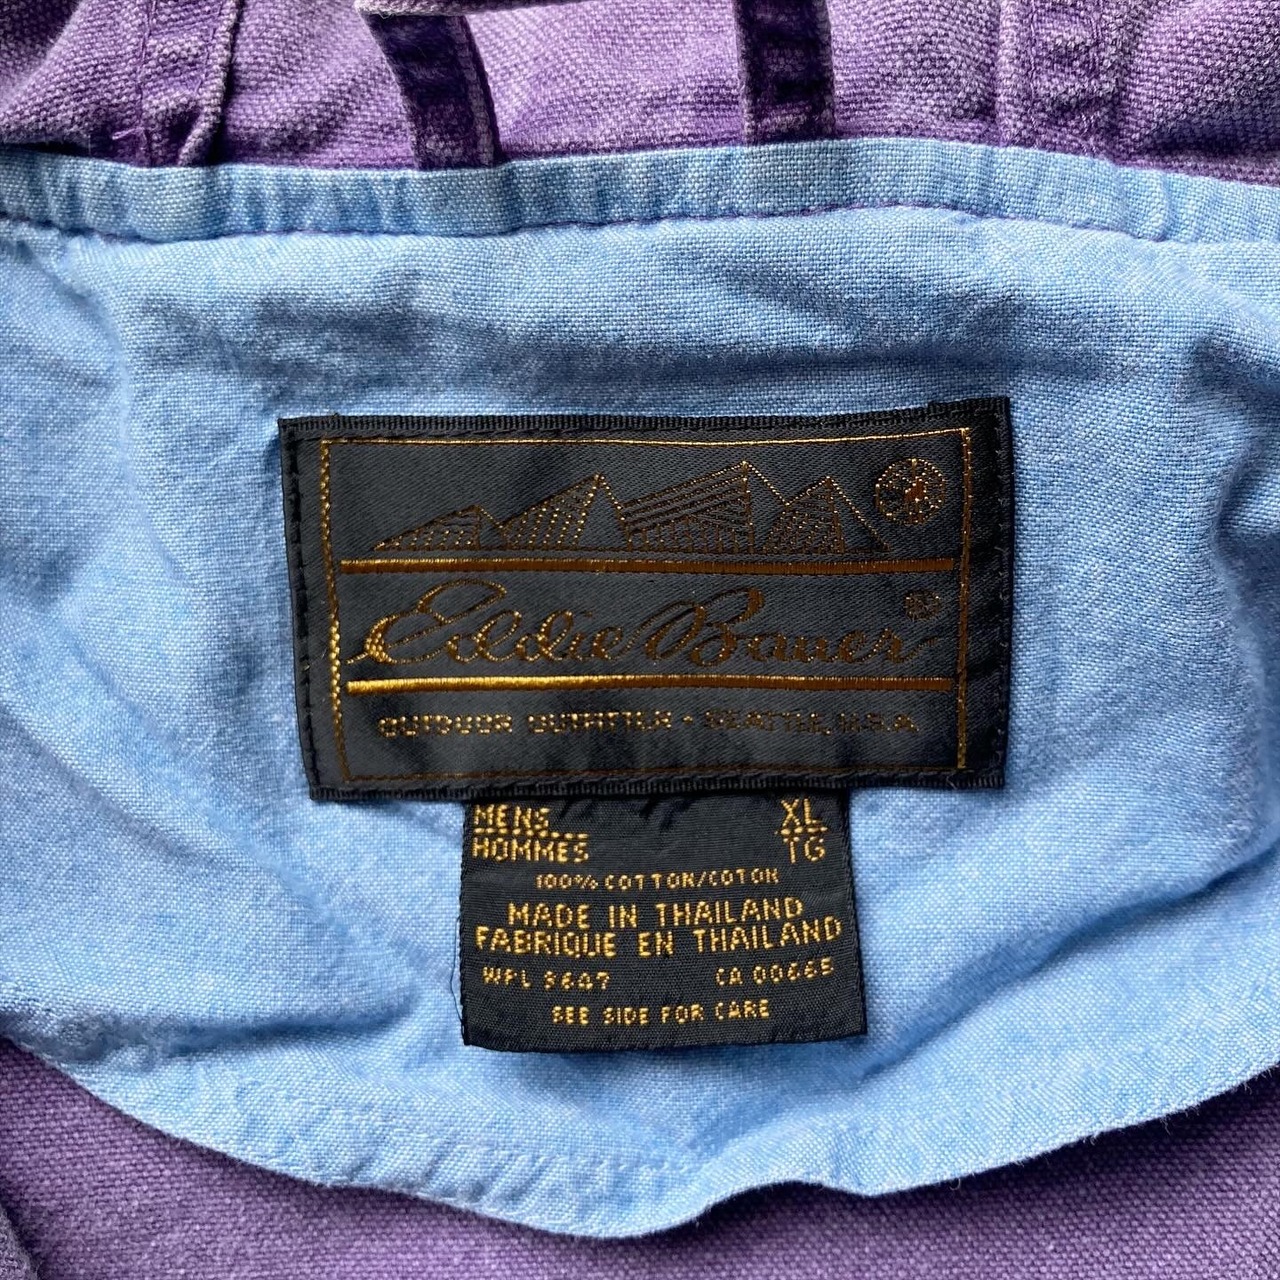 Eddie Bauer®
OUTDOOR OUTFITTER • SEATTLE, U.S.A.
MENS XL
HOMMES TG
100% COTTON/COTON
MADE IN THAILAND
FABRIQUE EN THAILAND
WPL 3647 CA 00665
SEE SIDE FOR CARE